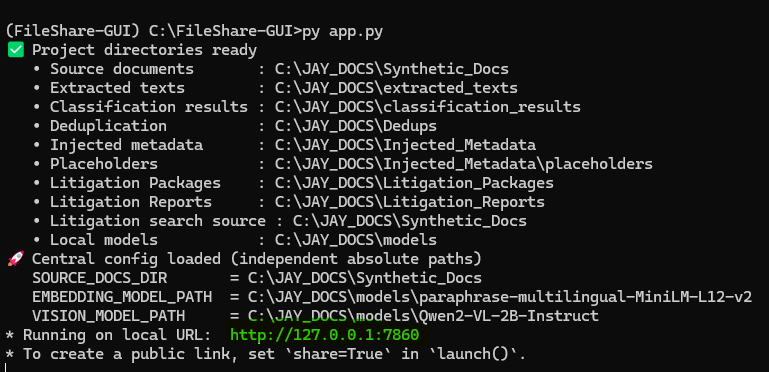 (FileShare-GUI) C:\FileShare-GUI>py app.py
✅ Project directories ready
   • Source documents        : C:\JAY_DOCS\Synthetic_Docs
   • Extracted texts         : C:\JAY_DOCS\extracted_texts
   • Classification results : C:\JAY_DOCS\classification_results
   • Deduplication           : C:\JAY_DOCS\Dedups
   • Injected metadata       : C:\JAY_DOCS\Injected_Metadata
   • Placeholders            : C:\JAY_DOCS\Injected_Metadata\placeholders
   • Litigation Packages     : C:\JAY_DOCS\Litigation_Packages
   • Litigation Reports      : C:\JAY_DOCS\Litigation_Reports
   • Litigation search source : C:\JAY_DOCS\Synthetic_Docs
   • Local models            : C:\JAY_DOCS\models
🚀 Central config loaded (independent absolute paths)
   SOURCE_DOCS_DIR       = C:\JAY_DOCS\Synthetic_Docs
   EMBEDDING_MODEL_PATH  = C:\JAY_DOCS\models\paraphrase-multilingual-MiniLM-L12-v2
   VISION_MODEL_PATH     = C:\JAY_DOCS\models\Qwen2-VL-2B-Instruct
* Running on local URL:  http://127.0.0.1:7860
* To create a public link, set `share=True` in `launch()`.